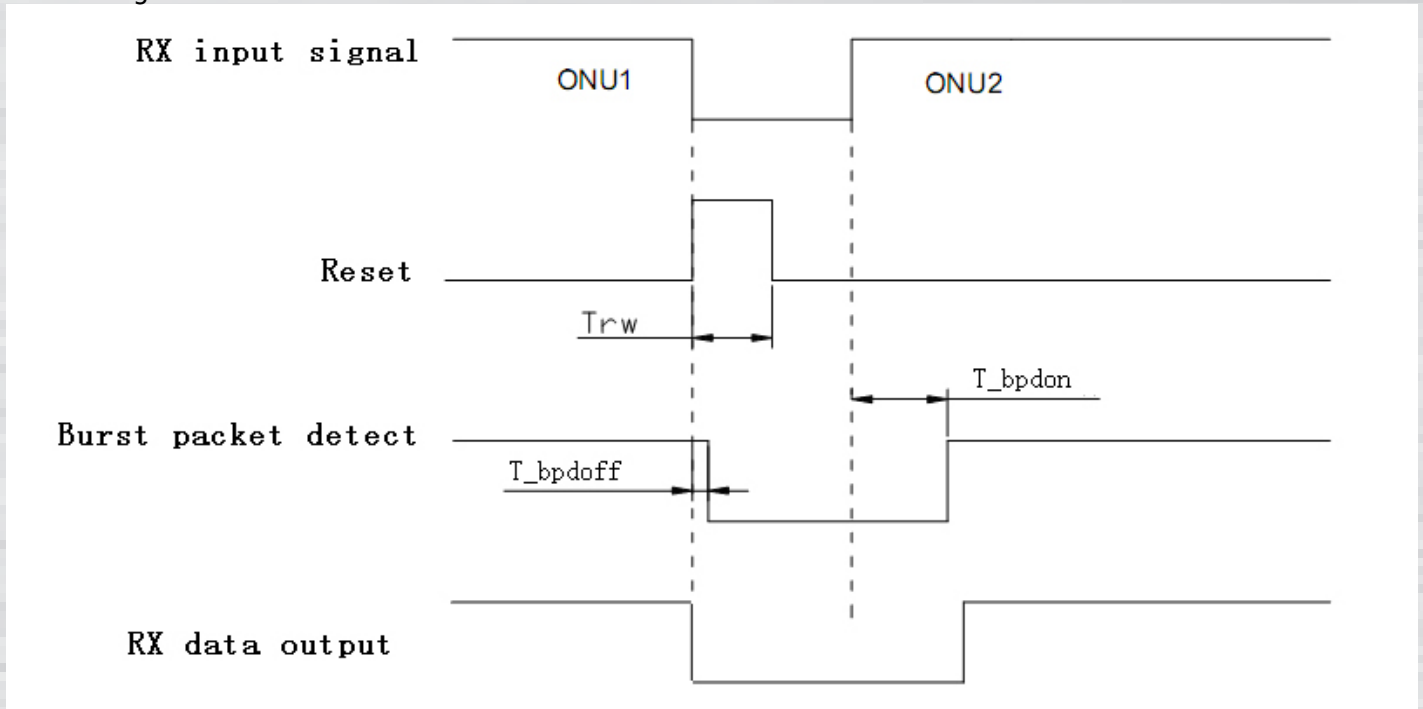 RX input signal
ONU1
ONU2
Reset
Trw
T_bpdon
Burst packet detect
T_bpdoff
RX data output